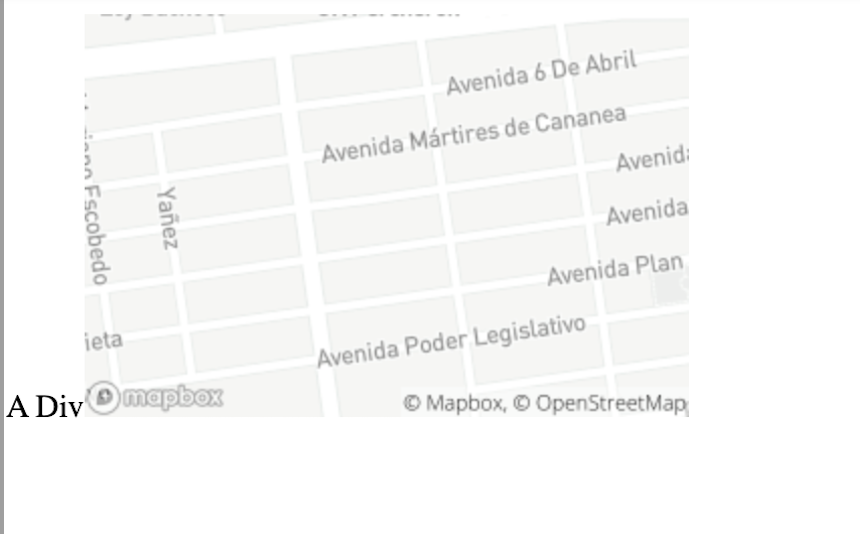 Avenida 6 De Abril
Avenida Mártires de Cananea
Avenida
Escobedo
Yañez
Avenida
Avenida Plan
ieta
Avenida Poder Legislativo
A Div
mapbox
© Mapbox, © OpenStreetMap